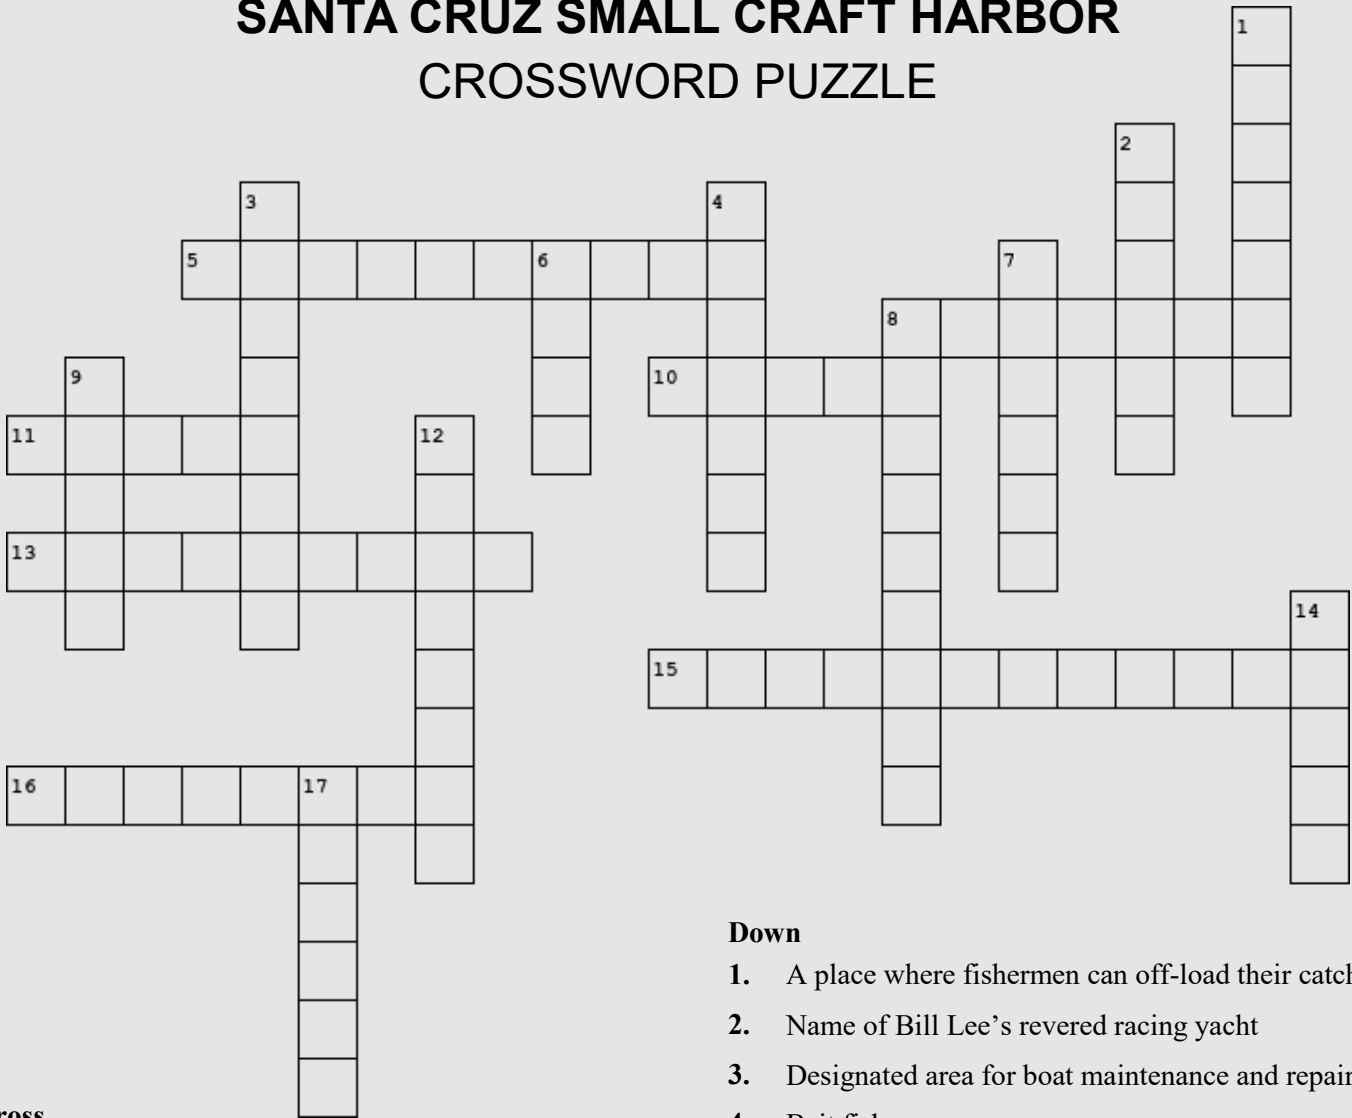 SANTA CRUZ SMALL CRAFT HARBOR
CROSSWORD PUZZLE
1
2
3
4
5
6
7
8
9
10
11
12
13
14
15
16
17
Down
1. A place where fishermen can off-load their catch
2. Name of Bill Lee’s revered racing yacht
3. Designated area for boat maintenance and repair